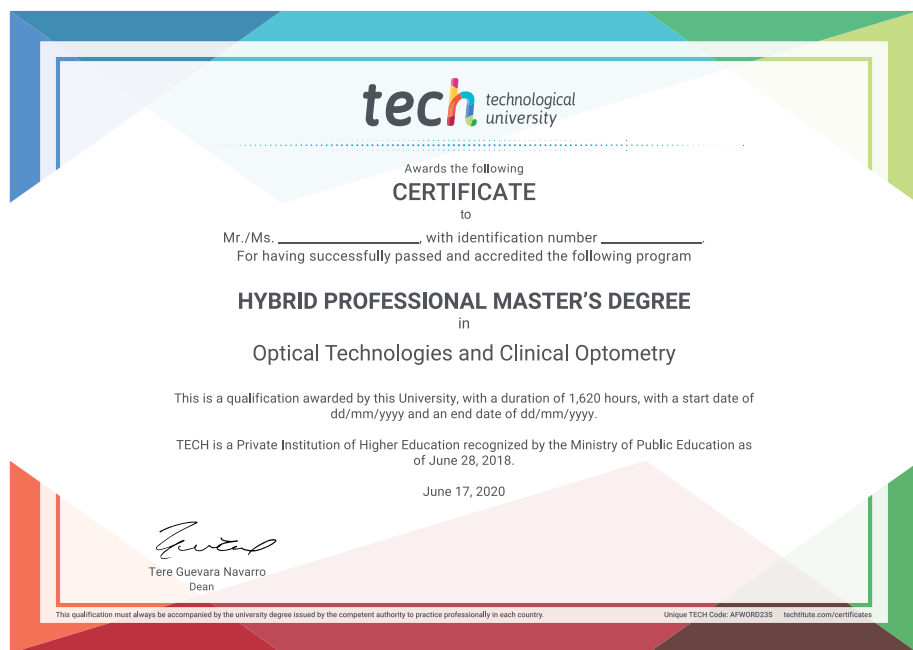 tech technological
university
Awards the following
CERTIFICATE
to
Mr./Ms. ____________________, with identification number ______________.
For having successfully passed and accredited the following program
HYBRID PROFESSIONAL MASTER'S DEGREE
in
Optical Technologies and Clinical Optometry
This is a qualification awarded by this University, with a duration of 1,620 hours, with a start date of
dd/mm/yyyy and an end date of dd/mm/yyyy.
TECH is a Private Institution of Higher Education recognized by the Ministry of Public Education as
of June 28, 2018.
June 17, 2020
Tere Guevara Navarro
Dean
This qualification must always be accompanied by the university degree issued by the competent authority to practice professionally in each country.
Unique TECH Code: AFWORD23S techtitute.com/certificates